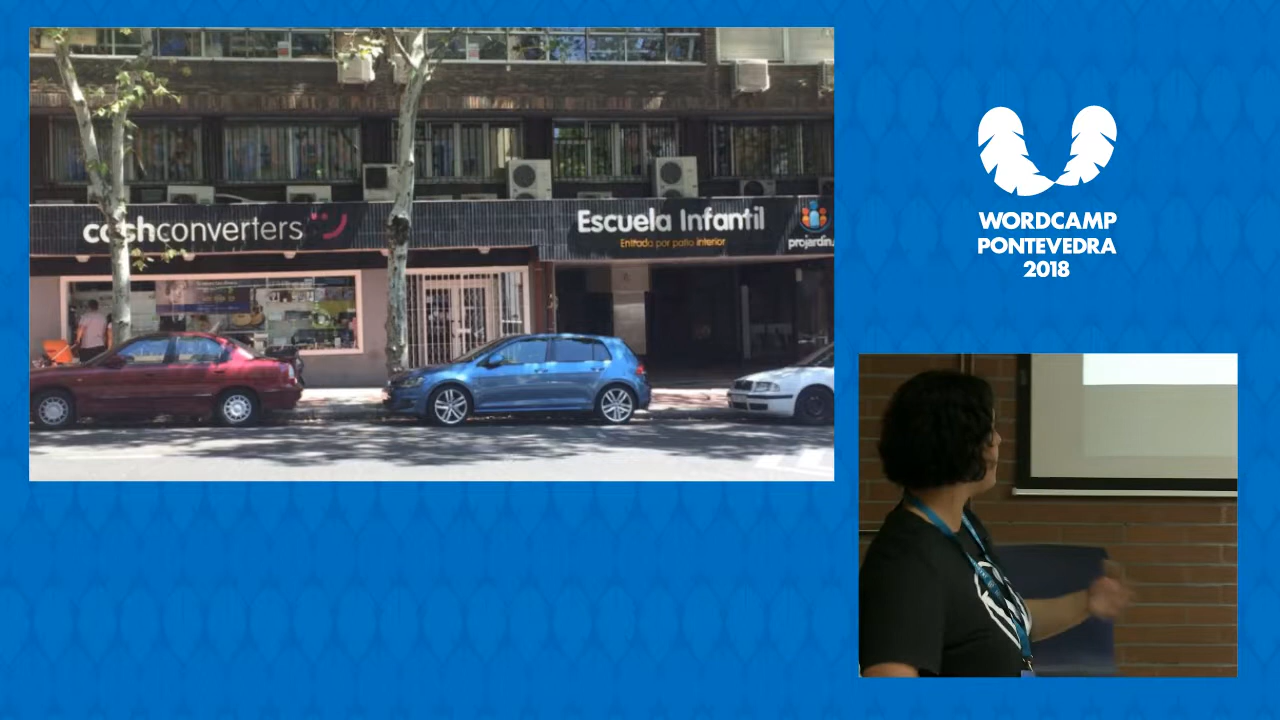 cashconverters
Escuela Infantil
Entrada por patio interior
WORDCAMP
PONTEVEDRA
2018